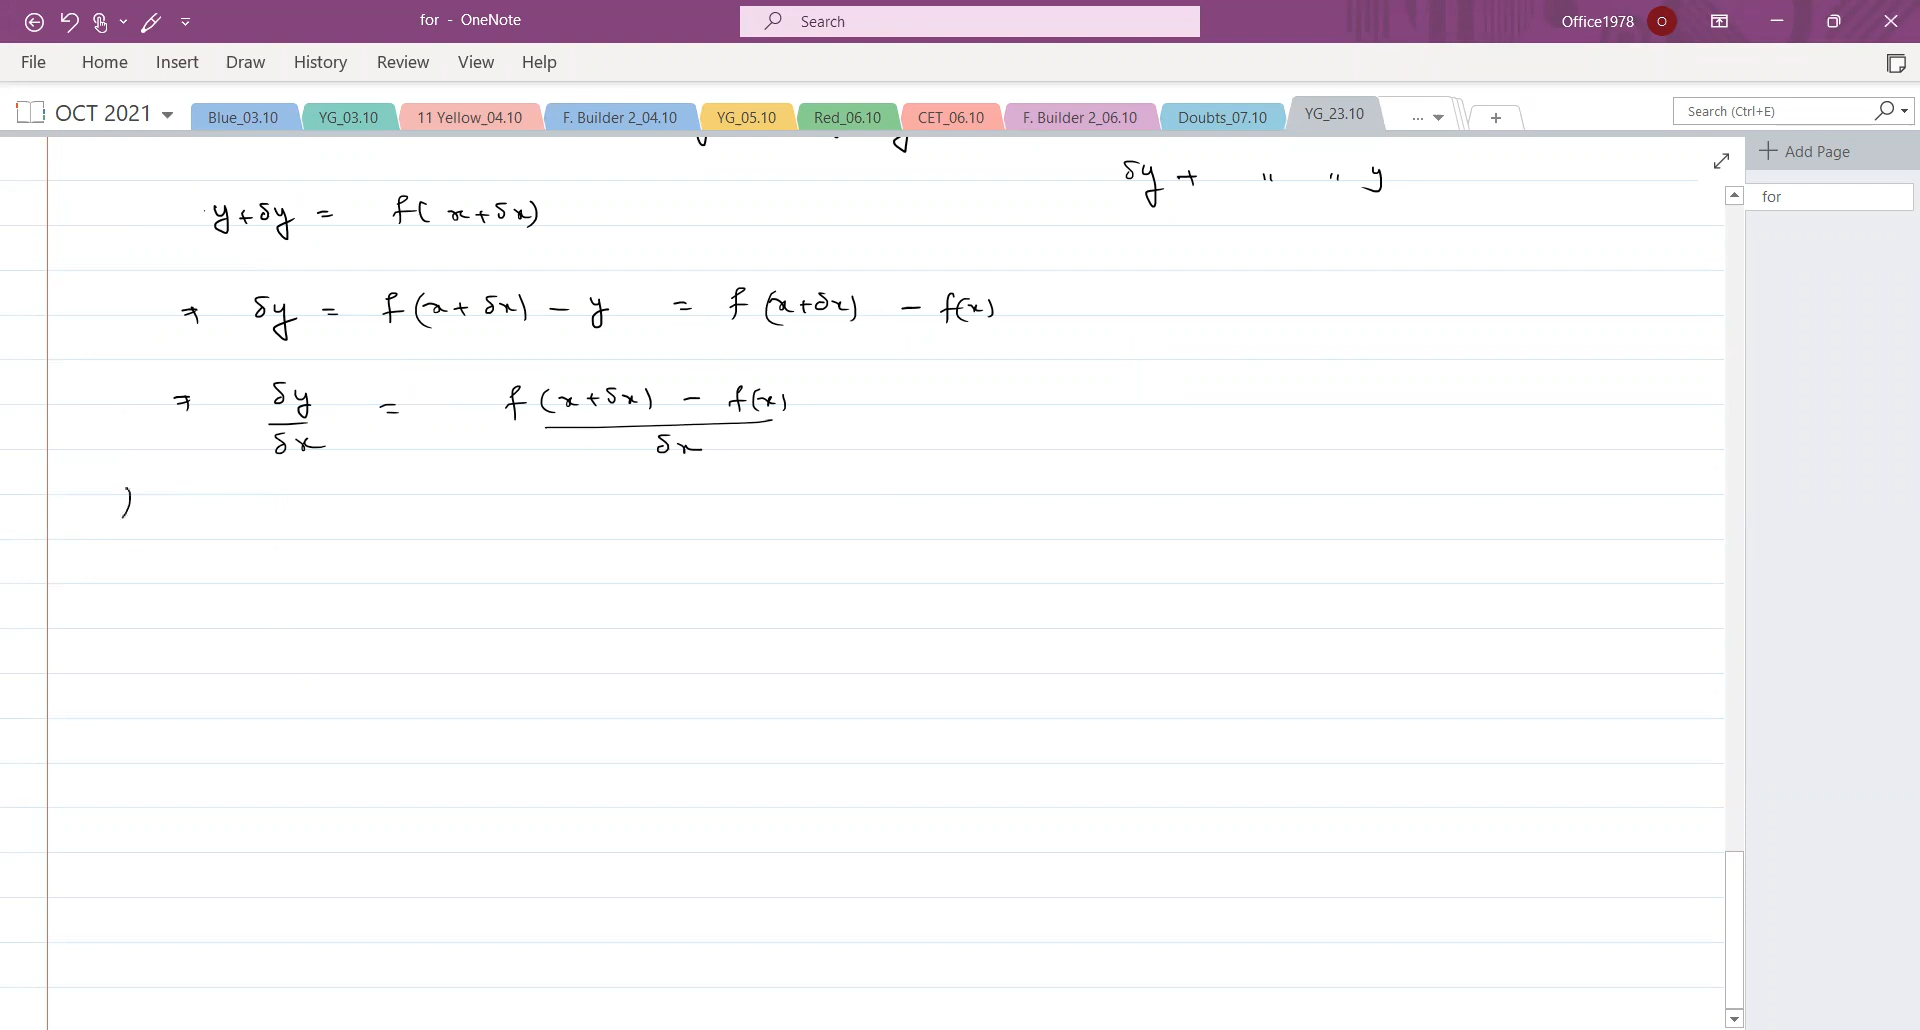 for - OneNote
Search
Office1978
O
File Home Insert Draw History Review View Help
OCT 2021
Blue_03.10
YG_03.10
11 Yellow_04.10
F. Builder 2_04.10
YG_05.10
Red_06.10
CET_06.10
F. Builder 2_06.10
Doubts_07.10
YG_23.10
...
+
Search (Ctrl+E)
+ Add Page
for
δy → " " y
y+δy = f(x+δx)
⇒ δy = f(x+δx) - y = f(x+δx) - f(x)
⇒ δy/δx = f(x+δx) - f(x)/δx
)